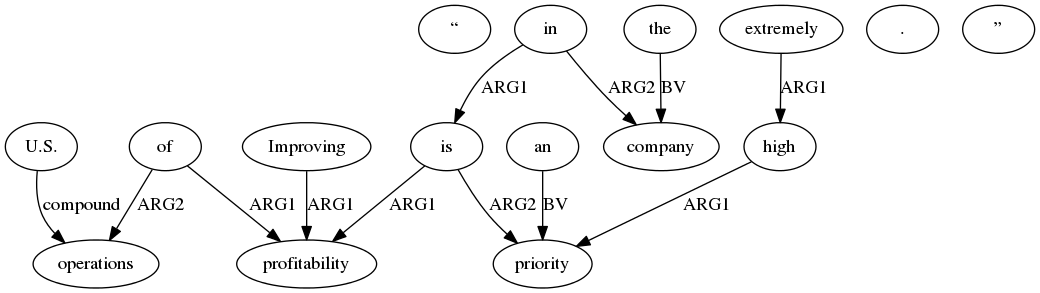 “ in the extremely . ”
ARG1 ARG2 BV ARG1
U.S. of Improving is an company high
compound ARG2 ARG1 ARG1 ARG1 ARG2 BV ARG1
operations profitability priority